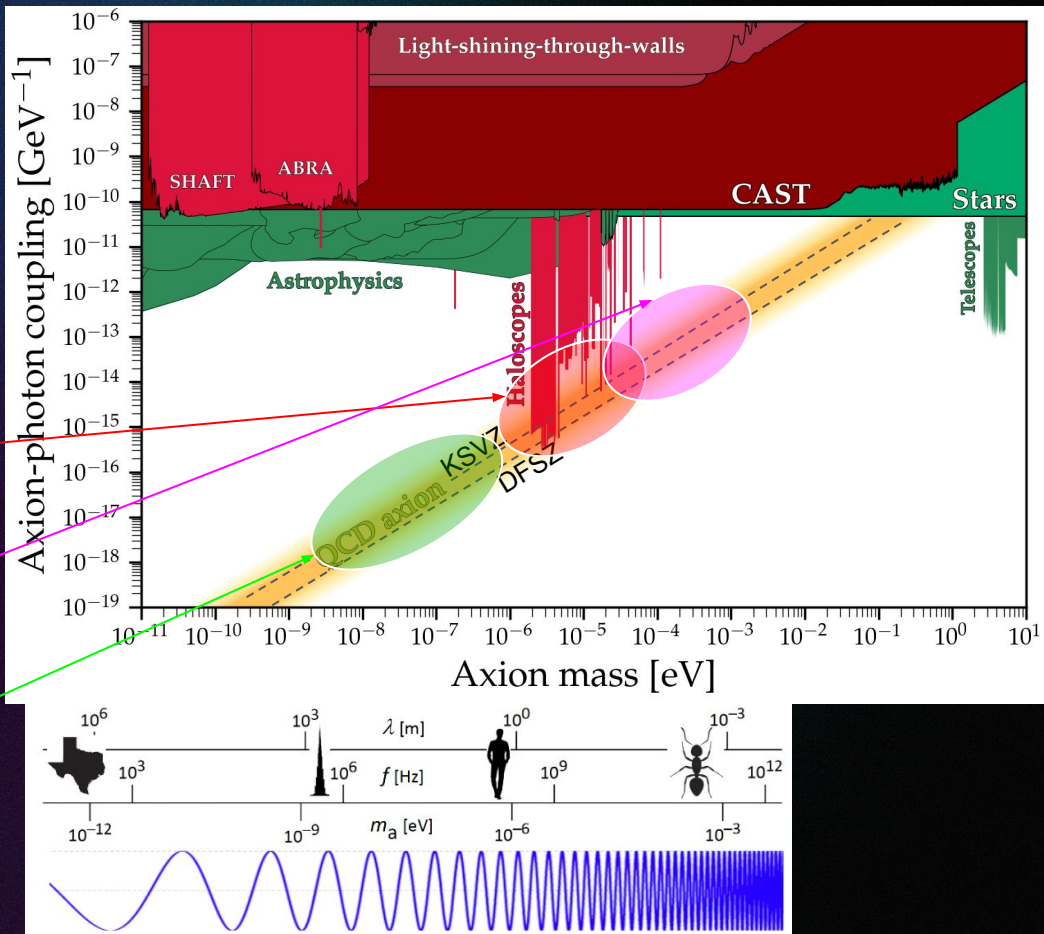 Axion-photon coupling [GeV⁻¹]
10⁻⁶
10⁻⁷
10⁻⁸
10⁻⁹
10⁻¹⁰
10⁻¹¹
10⁻¹²
10⁻¹³
10⁻¹⁴
10⁻¹⁵
10⁻¹⁶
10⁻¹⁷
10⁻¹⁸
10⁻¹⁹
Light-shining-through-walls
SHAFT
ABRA
CAST
Stars
Astrophysics
Haloscopes
Telescopes
KSVZ
DFSZ
QCD axion
10⁻¹¹ 10⁻¹⁰ 10⁻⁹ 10⁻⁸ 10⁻⁷ 10⁻⁶ 10⁻⁵ 10⁻⁴ 10⁻³ 10⁻² 10⁻¹ 10⁰ 10¹
Axion mass [eV]
10⁶ 10³ λ [m] 10⁰ 10⁻³
10³ 10⁶ f [Hz] 10⁹ 10¹²
10⁻¹² 10⁻⁹ mₐ [eV] 10⁻⁶ 10⁻³